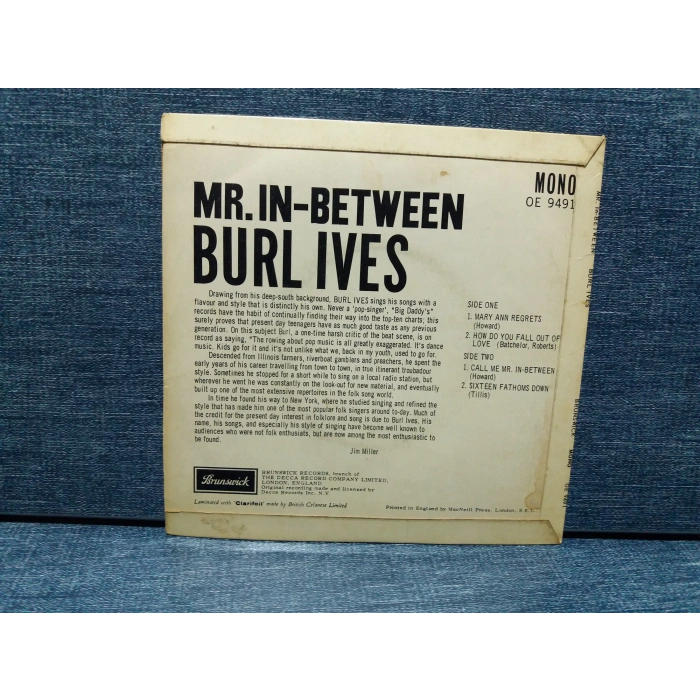 MR. IN-BETWEEN
BURL IVES
MONO
OE 9491
Drawing from his deep-south background, BURL IVES sings his songs with a
flavour and style that is distinctly his own. Never a 'pop-singer', "Big Daddy's"
records have the habit of continually finding their way into the top-ten charts; this
surely proves that present day teenagers have as much good taste as any previous
generation. On this subject Burl, a one-time harsh critic of the beat scene, is on
record as saying, "The rowing about pop music is all greatly exaggerated. It's dance
music. Kids go for it and it's not unlike what we, back in my youth, used to go for.
Descended from Illinois farmers, riverboat gamblers and preachers, he spent the
early years of his career travelling from town to town, in true itinerant troubadour
style. Sometimes he stopped for a short while to sing on a local radio station, but
wherever he went he was constantly on the look-out for new material, and eventually
built up one of the most extensive repertoires in the folk song world.
In time he found his way to New York, where he studied singing and refined the
style that has made him one of the most popular folk singers around to-day. Much of
the credit for the present day interest in folklore and song is due to Burl Ives. His
name, his songs, and especially his style of singing have become well known to
audiences who were not folk enthusiasts, but are now among the most enthusiastic to
be found.
Jim Miller
SIDE ONE
1. MARY ANN REGRETS
(Howard)
2. HOW DO YOU FALL OUT OF
LOVE (Batchelor, Roberts)
SIDE TWO
1. CALL ME MR. IN-BETWEEN
(Howard)
2. SIXTEEN FATHOMS DOWN
(Tillis)
Brunswick
BRUNSWICK RECORDS, branch of
THE DECCA RECORD COMPANY LIMITED,
LONDON, ENGLAND
Original recording made and licensed by
Decca Records Inc. N.Y.
Laminated with "Clarifoil" made by British Celanese Limited
Printed in England by MacNeill Press, London, S.E.1.
MR. IN-BETWEEN BURL IVES BRUNSWICK MONO